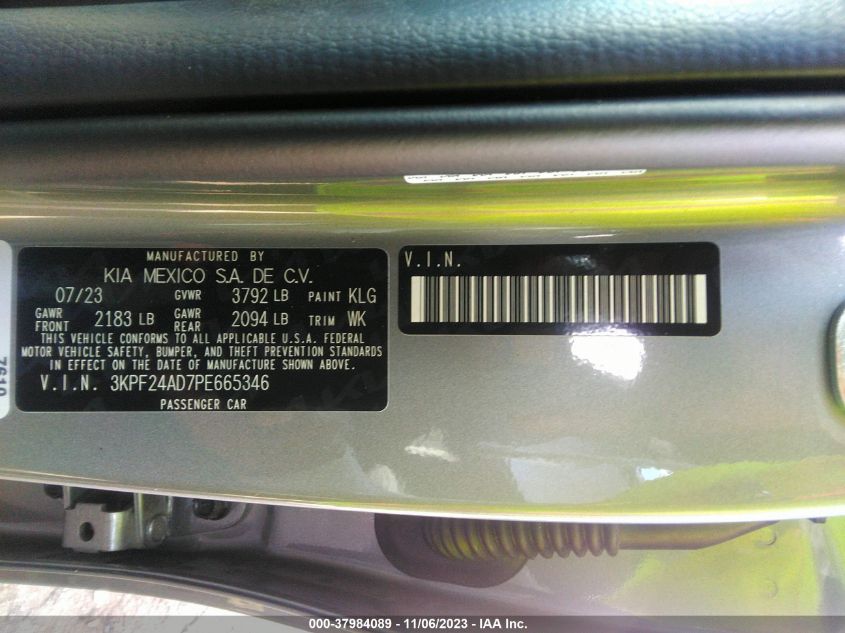 MANUFACTURED BY
KIA MEXICO S.A. DE C.V.
07/23 GVWR 3792 LB PAINT KLG
GAWR FRONT 2183 LB GAWR REAR 2094 LB TRIM WK
THIS VEHICLE CONFORMS TO ALL APPLICABLE U.S.A. FEDERAL
MOTOR VEHICLE SAFETY, BUMPER, AND THEFT PREVENTION STANDARDS
IN EFFECT ON THE DATE OF MANUFACTURE SHOWN ABOVE.
V.I.N. 3KPF24AD7PE665346
PASSENGER CAR
V.I.N.
7610
000-37984089 - 11/06/2023 - IAA Inc.